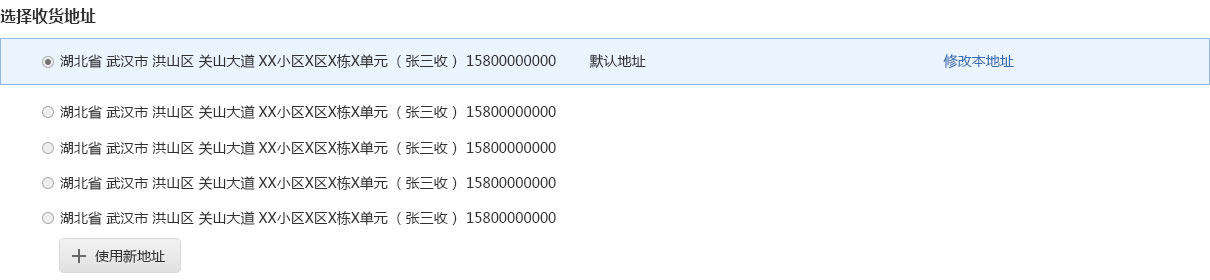 选择收货地址
湖北省 武汉市 洪山区 关山大道 XX小区X区X栋X单元 （ 张三收 ） 15800000000 默认地址 修改本地址
湖北省 武汉市 洪山区 关山大道 XX小区X区X栋X单元 （ 张三收 ） 15800000000
湖北省 武汉市 洪山区 关山大道 XX小区X区X栋X单元 （ 张三收 ） 15800000000
湖北省 武汉市 洪山区 关山大道 XX小区X区X栋X单元 （ 张三收 ） 15800000000
湖北省 武汉市 洪山区 关山大道 XX小区X区X栋X单元 （ 张三收 ） 15800000000
使用新地址